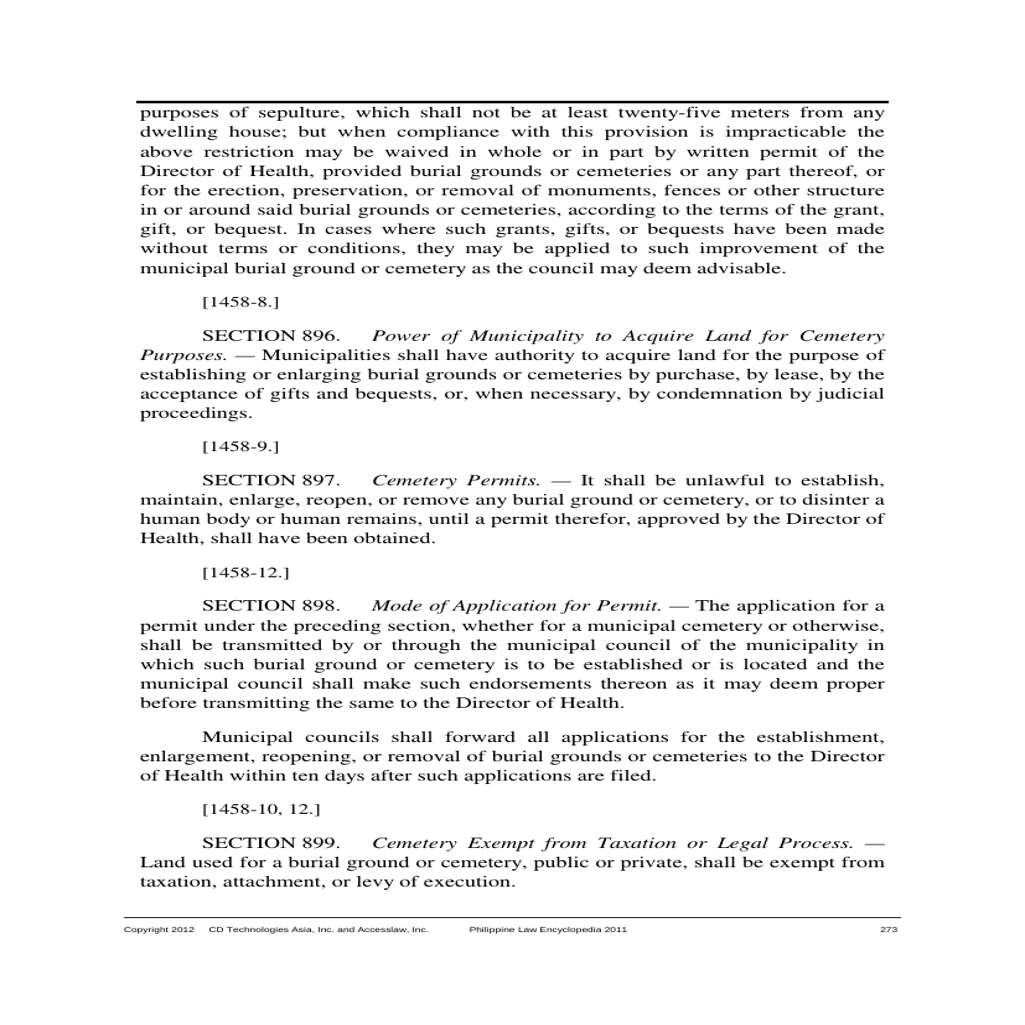 purposes of sepulture, which shall not be at least twenty-five meters from any
dwelling house; but when compliance with this provision is impracticable the
above restriction may be waived in whole or in part by written permit of the
Director of Health, provided burial grounds or cemeteries or any part thereof, or
for the erection, preservation, or removal of monuments, fences or other structure
in or around said burial grounds or cemeteries, according to the terms of the grant,
gift, or bequest. In cases where such grants, gifts, or bequests have been made
without terms or conditions, they may be applied to such improvement of the
municipal burial ground or cemetery as the council may deem advisable.
[1458-8.]
SECTION 896. Power of Municipality to Acquire Land for Cemetery
Purposes. — Municipalities shall have authority to acquire land for the purpose of
establishing or enlarging burial grounds or cemeteries by purchase, by lease, by the
acceptance of gifts and bequests, or, when necessary, by condemnation by judicial
proceedings.
[1458-9.]
SECTION 897. Cemetery Permits. — It shall be unlawful to establish,
maintain, enlarge, reopen, or remove any burial ground or cemetery, or to disinter a
human body or human remains, until a permit therefor, approved by the Director of
Health, shall have been obtained.
[1458-12.]
SECTION 898. Mode of Application for Permit. — The application for a
permit under the preceding section, whether for a municipal cemetery or otherwise,
shall be transmitted by or through the municipal council of the municipality in
which such burial ground or cemetery is to be established or is located and the
municipal council shall make such endorsements thereon as it may deem proper
before transmitting the same to the Director of Health.
Municipal councils shall forward all applications for the establishment,
enlargement, reopening, or removal of burial grounds or cemeteries to the Director
of Health within ten days after such applications are filed.
[1458-10, 12.]
SECTION 899. Cemetery Exempt from Taxation or Legal Process. —
Land used for a burial ground or cemetery, public or private, shall be exempt from
taxation, attachment, or levy of execution.
Copyright 2012 CD Technologies Asia, Inc. and Accesslaw, Inc. Philippine Law Encyclopedia 2011 273